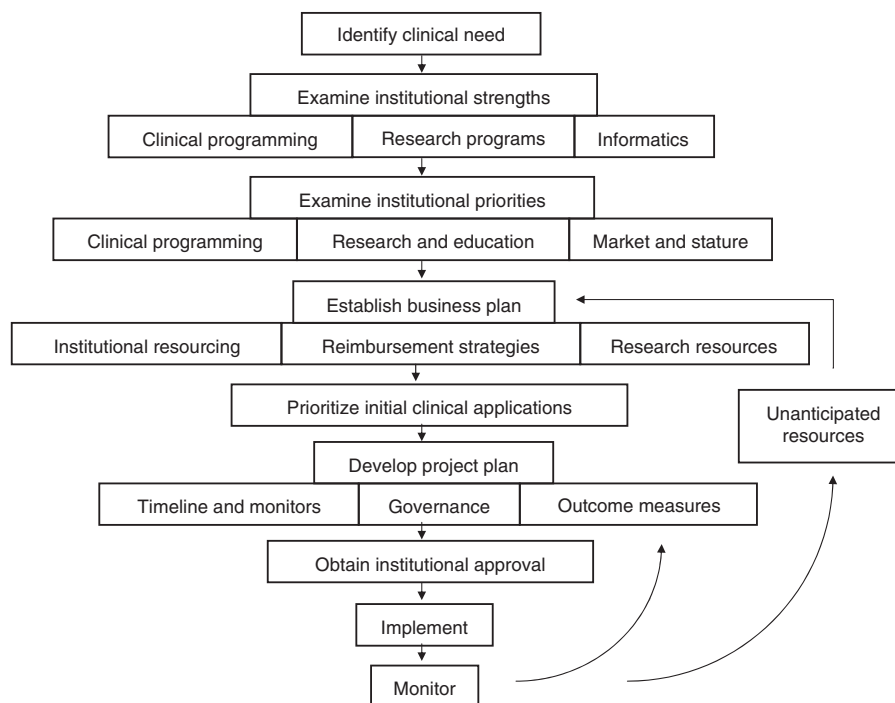 Identify clinical need
Examine institutional strengths
Clinical programming
Research programs
Informatics
Examine institutional priorities
Clinical programming
Research and education
Market and stature
Establish business plan
Institutional resourcing
Reimbursement strategies
Research resources
Prioritize initial clinical applications
Unanticipated
resources
Develop project plan
Timeline and monitors
Governance
Outcome measures
Obtain institutional approval
Implement
Monitor